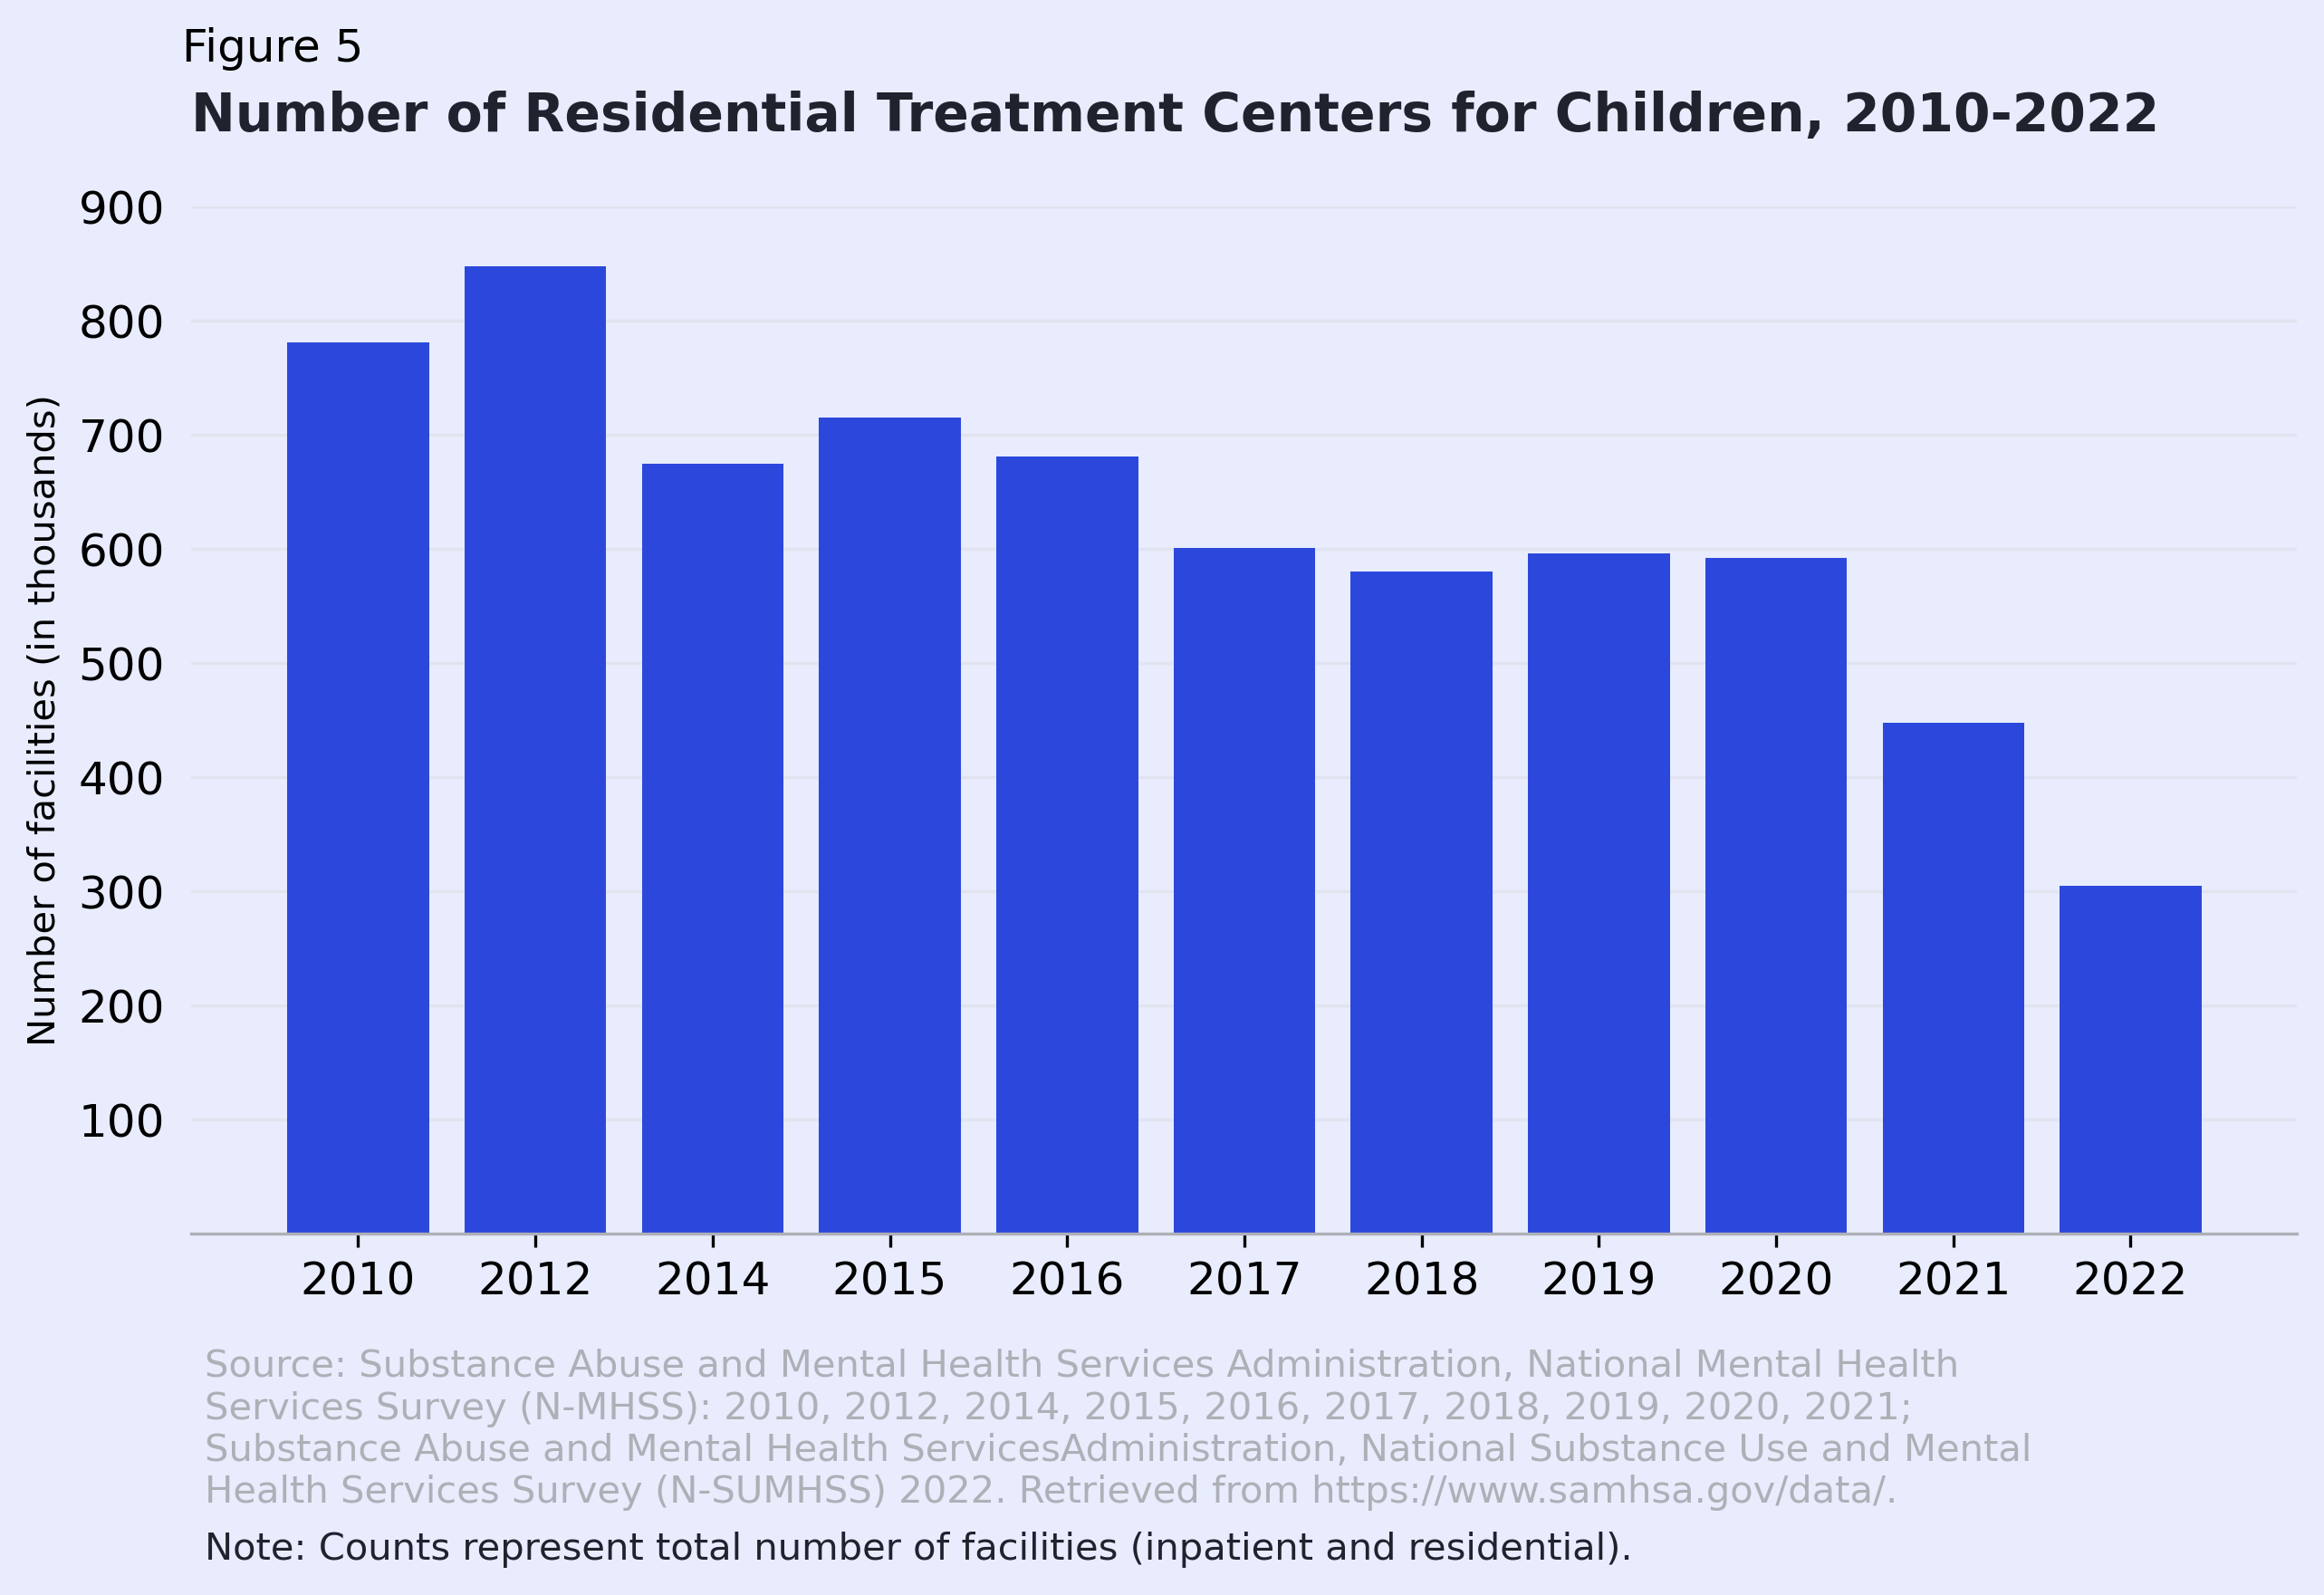 Figure 5
Number of Residential Treatment Centers for Children, 2010-2022
Number of facilities (in thousands)
900
800
700
600
500
400
300
200
100
2010 2012 2014 2015 2016 2017 2018 2019 2020 2021 2022
Source: Substance Abuse and Mental Health Services Administration, National Mental Health
Services Survey (N-MHSS): 2010, 2012, 2014, 2015, 2016, 2017, 2018, 2019, 2020, 2021;
Substance Abuse and Mental Health ServicesAdministration, National Substance Use and Mental
Health Services Survey (N-SUMHSS) 2022. Retrieved from https://www.samhsa.gov/data/.
Note: Counts represent total number of facilities (inpatient and residential).